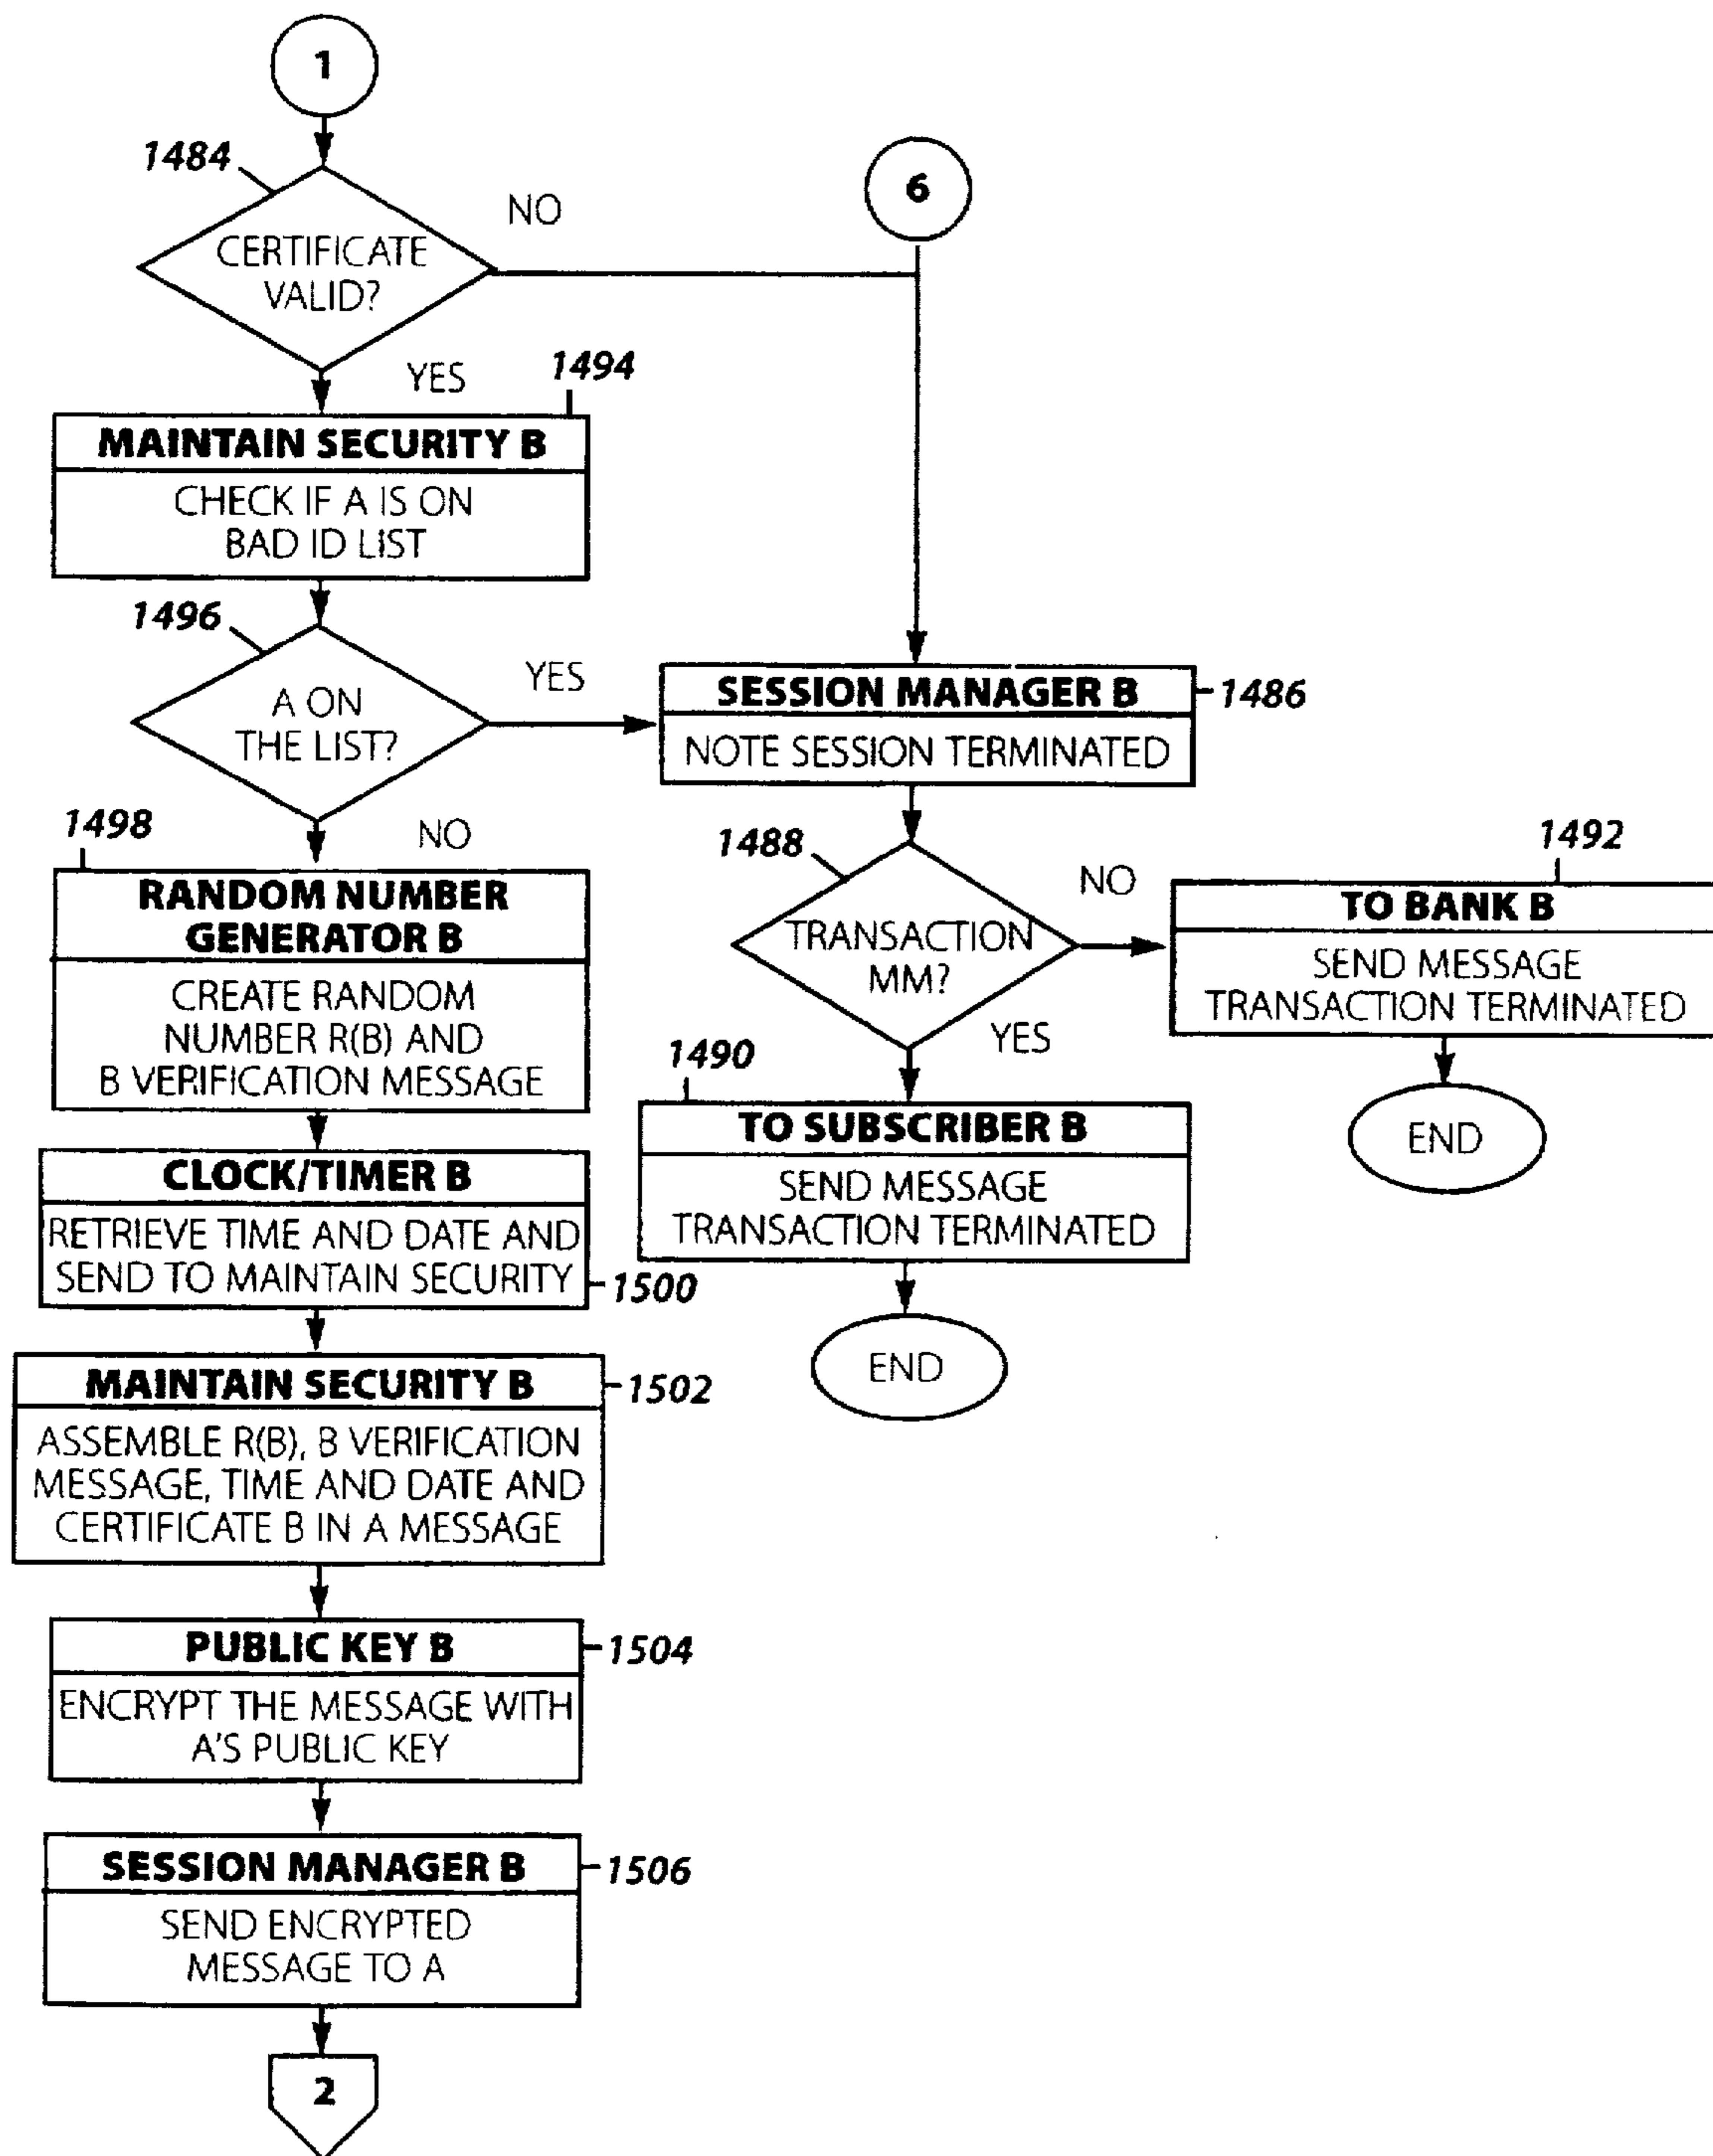 1
1484
CERTIFICATE
VALID?
NO
6
YES
1494
MAINTAIN SECURITY B
CHECK IF A IS ON
BAD ID LIST
1496
A ON
THE LIST?
YES
SESSION MANAGER B
1486
NOTE SESSION TERMINATED
NO
1498
RANDOM NUMBER
GENERATOR B
CREATE RANDOM
NUMBER R(B) AND
B VERIFICATION MESSAGE
1488
TRANSACTION
MM?
NO
1492
TO BANK B
SEND MESSAGE
TRANSACTION TERMINATED
END
YES
1490
TO SUBSCRIBER B
SEND MESSAGE
TRANSACTION TERMINATED
END
CLOCK/TIMER B
RETRIEVE TIME AND DATE AND
SEND TO MAINTAIN SECURITY
1500
MAINTAIN SECURITY B
1502
ASSEMBLE R(B), B VERIFICATION
MESSAGE, TIME AND DATE AND
CERTIFICATE B IN A MESSAGE
PUBLIC KEY B
1504
ENCRYPT THE MESSAGE WITH
A'S PUBLIC KEY
SESSION MANAGER B
1506
SEND ENCRYPTED
MESSAGE TO A
2